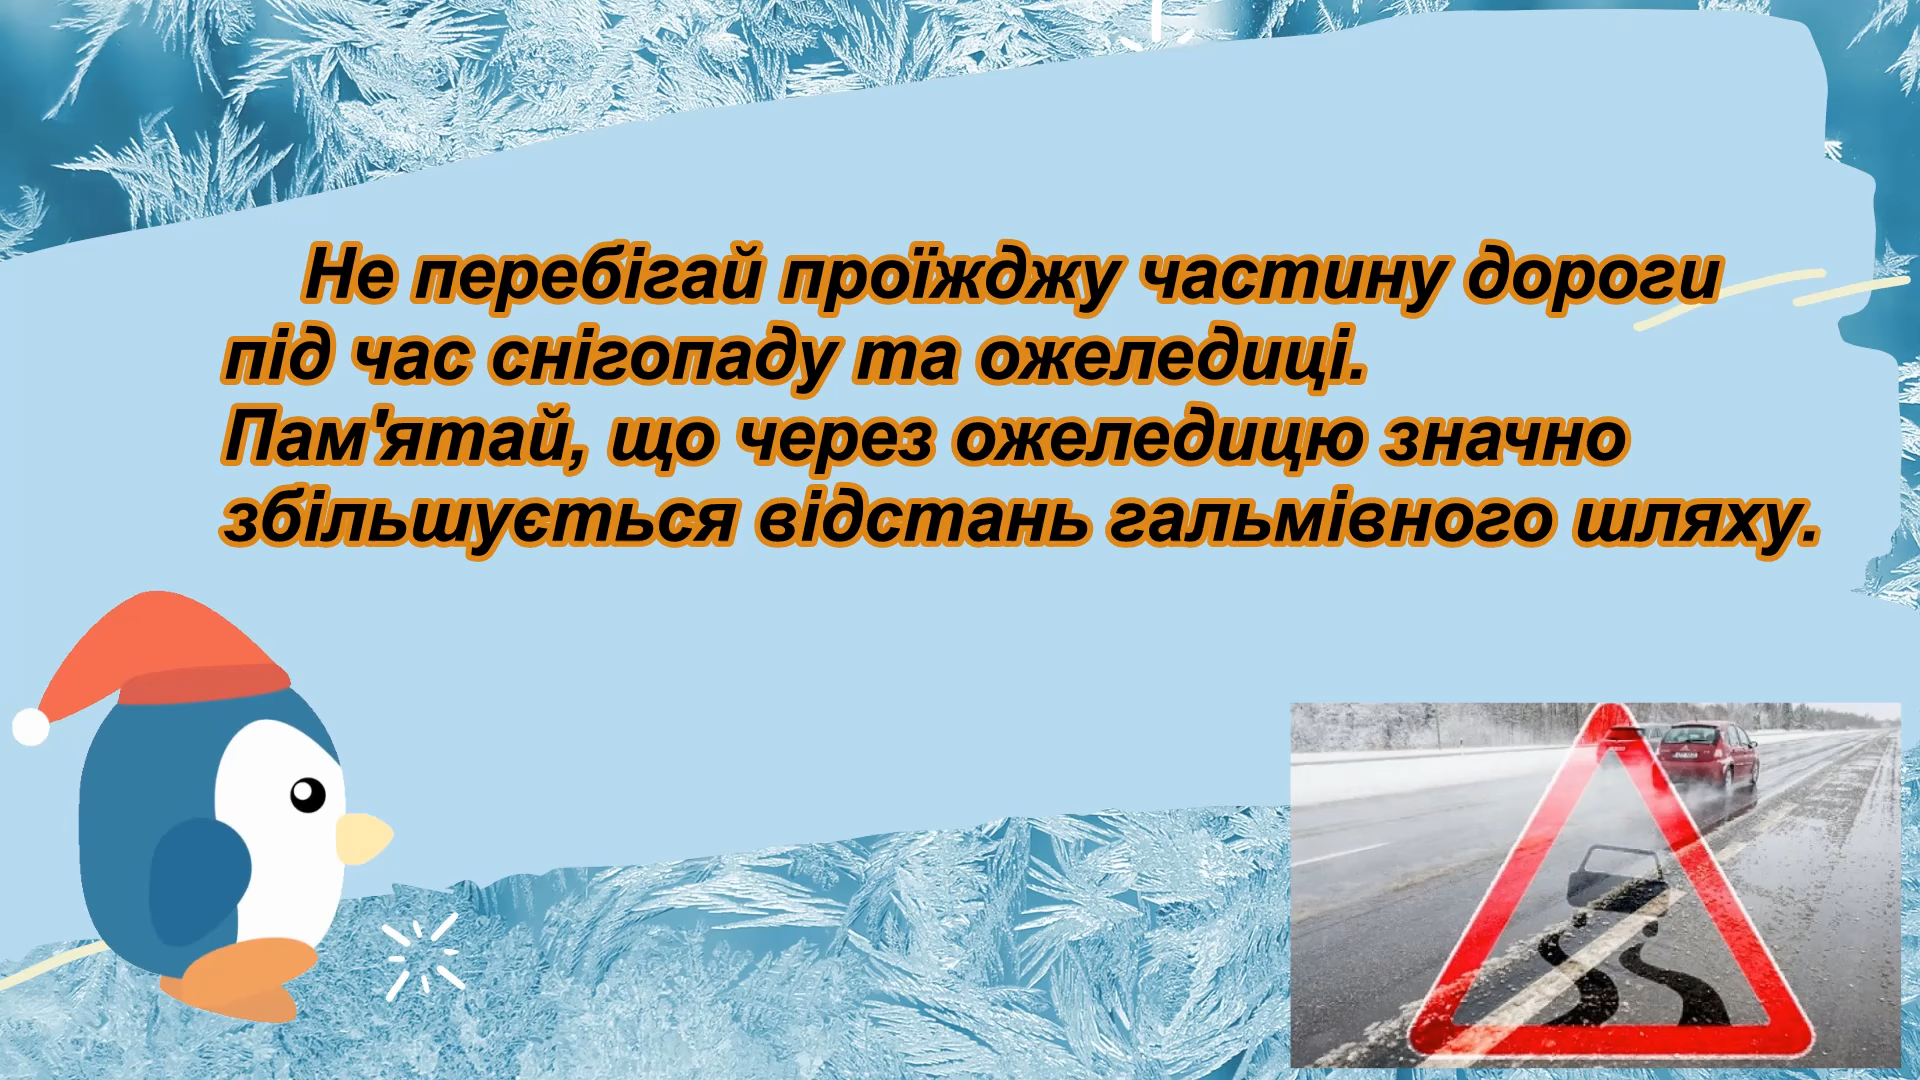 Не перебігай проїжджу частину дороги
під час снігопаду та ожеледиці.
Пам'ятай, що через ожеледицю значно
збільшується відстань гальмівного шляху.